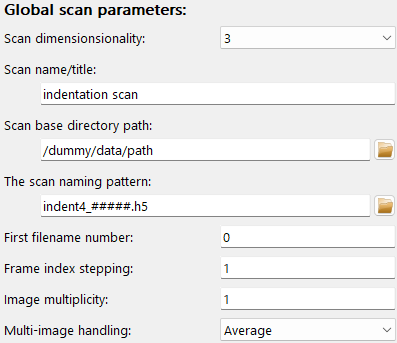 Global scan parameters:
Scan dimensionsionality: 3
Scan name/title:
indentation scan
Scan base directory path:
/dummy/data/path
The scan naming pattern:
indent4_#####.h5
First filename number: 0
Frame index stepping: 1
Image multiplicity: 1
Multi-image handling: Average